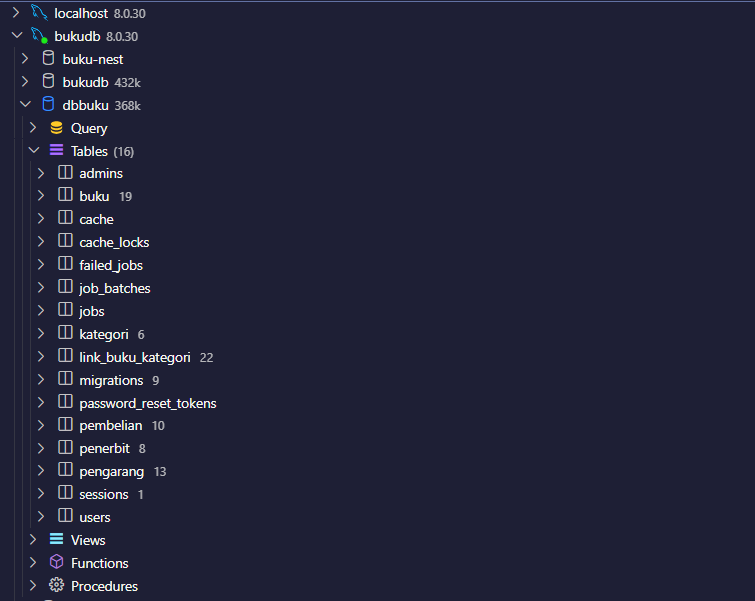 localhost 8.0.30
bukudb 8.0.30
buku-nest
bukudb 432k
dbbuku 368k
Query
Tables (16)
admins
buku 19
cache
cache_locks
failed_jobs
job_batches
jobs
kategori 6
link_buku_kategori 22
migrations 9
password_reset_tokens
pembelian 10
penerbit 8
pengarang 13
sessions 1
users
Views
Functions
Procedures